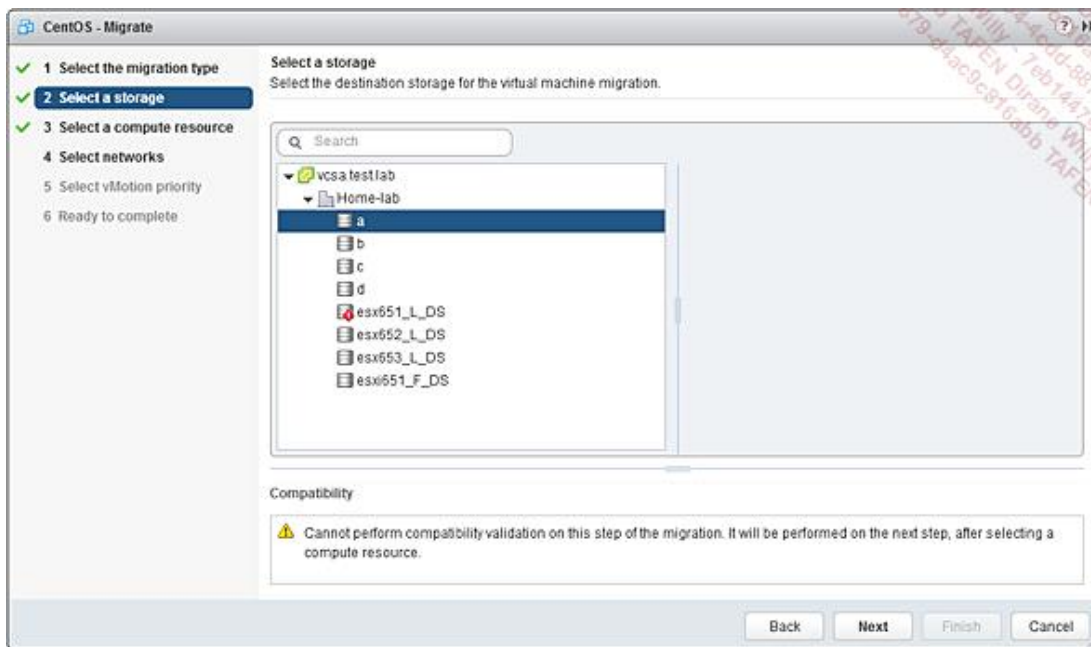 CentOS - Migrate
1 Select the migration type
2 Select a storage
3 Select a compute resource
4 Select networks
5 Select vMotion priority
6 Ready to complete
Select a storage
Select the destination storage for the virtual machine migration.
Search
vcsa.test.lab
Home-lab
a
b
c
d
esx651_L_DS
esx652_L_DS
esx653_L_DS
esxi651_F_DS
Compatibility
Cannot perform compatibility validation on this step of the migration. It will be performed on the next step, after selecting a
compute resource.
Back Next Finish Cancel